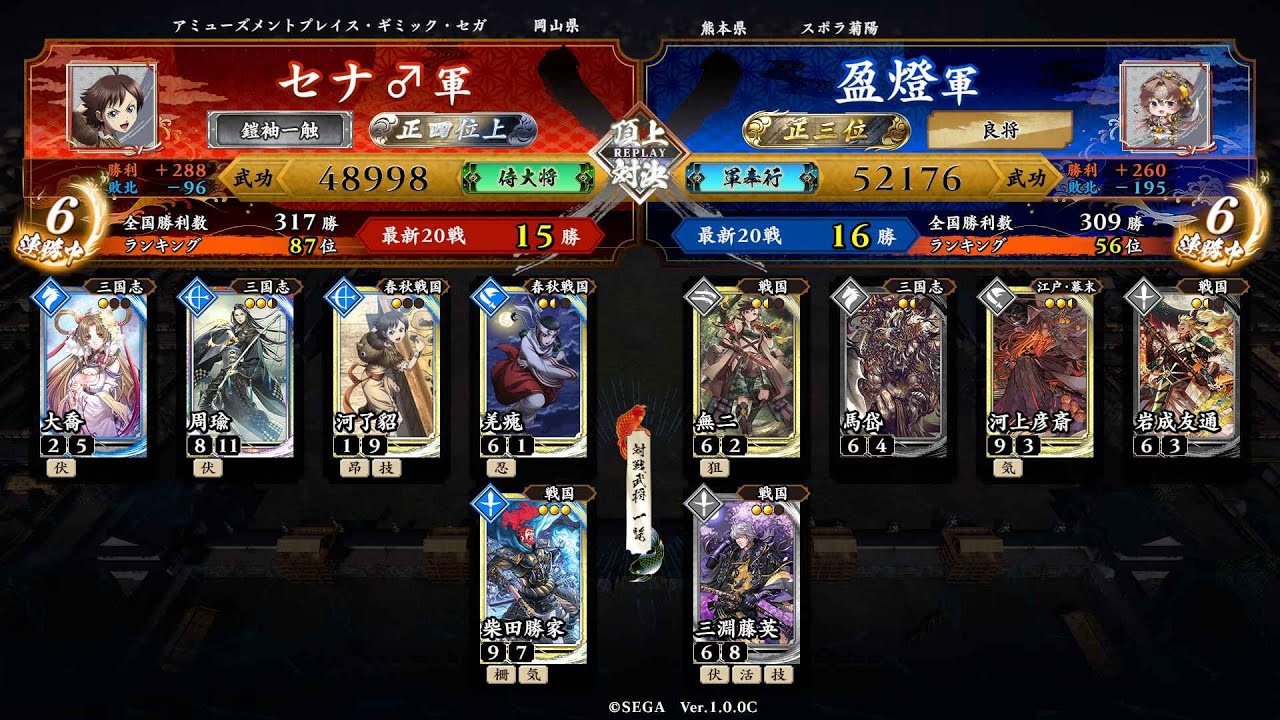 アミューズメントプレイス・ギミック・セガ 岡山県
熊本県 スポラ菊陽
セナ♂軍
鎧袖一触 正四位上
勝利 +288
敗北 -96
武功 48998 侍大将
6連勝中
全国勝利数 317勝
ランキング 87位
最新20戦 15勝
頂上
REPLAY
対決
盈燈軍
正三位 良将
軍奉行 52176 武功
勝利 +260
敗北 -195
最新20戦 16勝
全国勝利数 309勝
ランキング 56位
6連勝中
三国志
大喬
2 5
伏
三国志
周瑜
8 11
伏
春秋戦国
河了貂
1 9
昂 技
春秋戦国
羌瘣
6 1
忍
戦国
柴田勝家
9 7
柵 気
対戦武将一覧
戦国
無二
6 2
狙
三国志
馬岱
6 4
江戸・幕末
河上彦斎
9 3
気
戦国
岩成友通
6 3
戦国
三淵藤英
6 8
伏 活 技
©SEGA Ver.1.0.0C